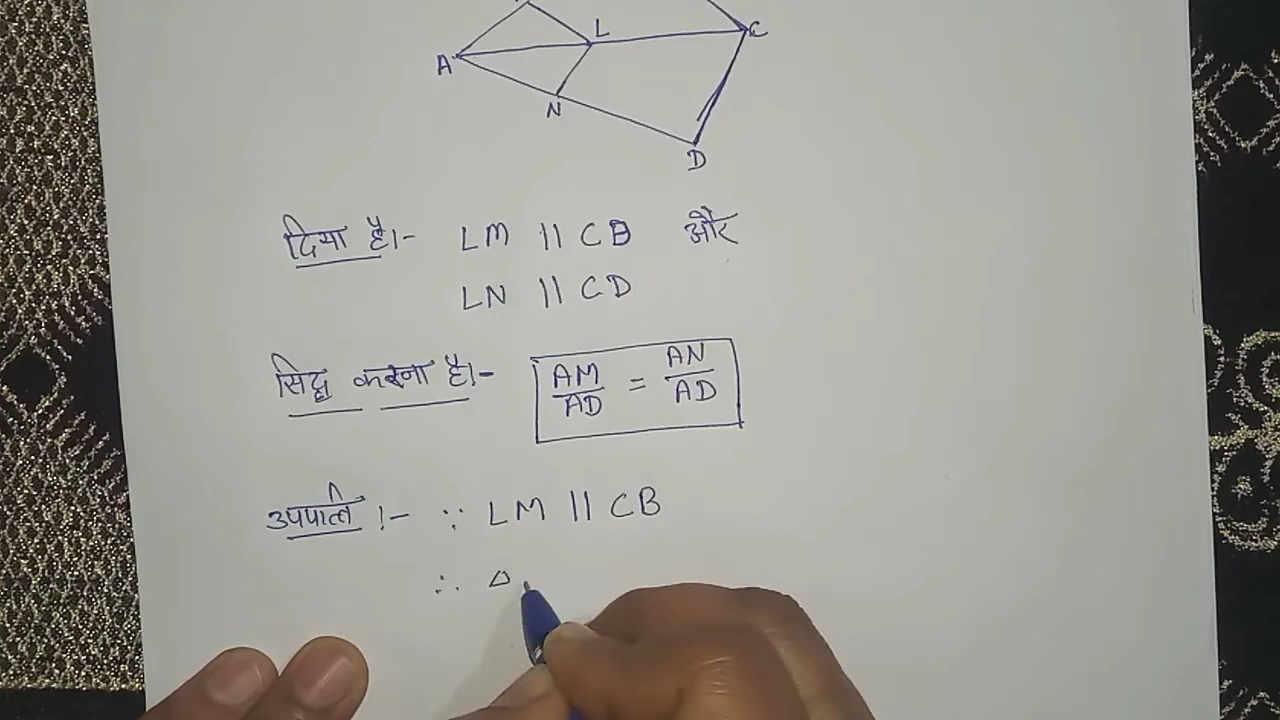 L
C
A
N
D
दिया है।- LM || CB और
LN || CD
सिद्ध करना है।- AM/AD = AN/AD
उपपत्ति !- ∵ LM || CB
∴ △